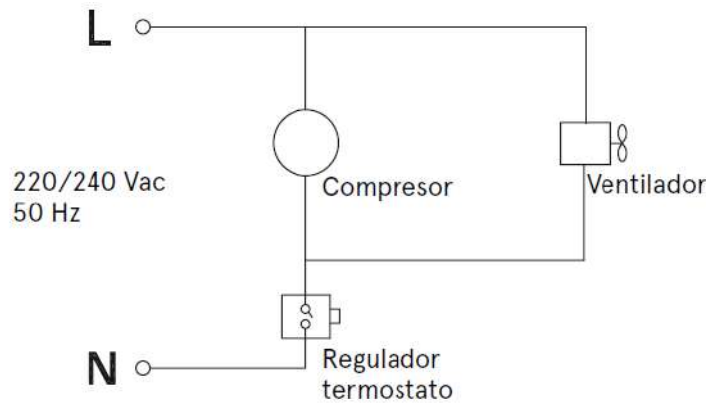 L
220/240 Vac
50 Hz
Compresor
Ventilador
N
Regulador
termostato